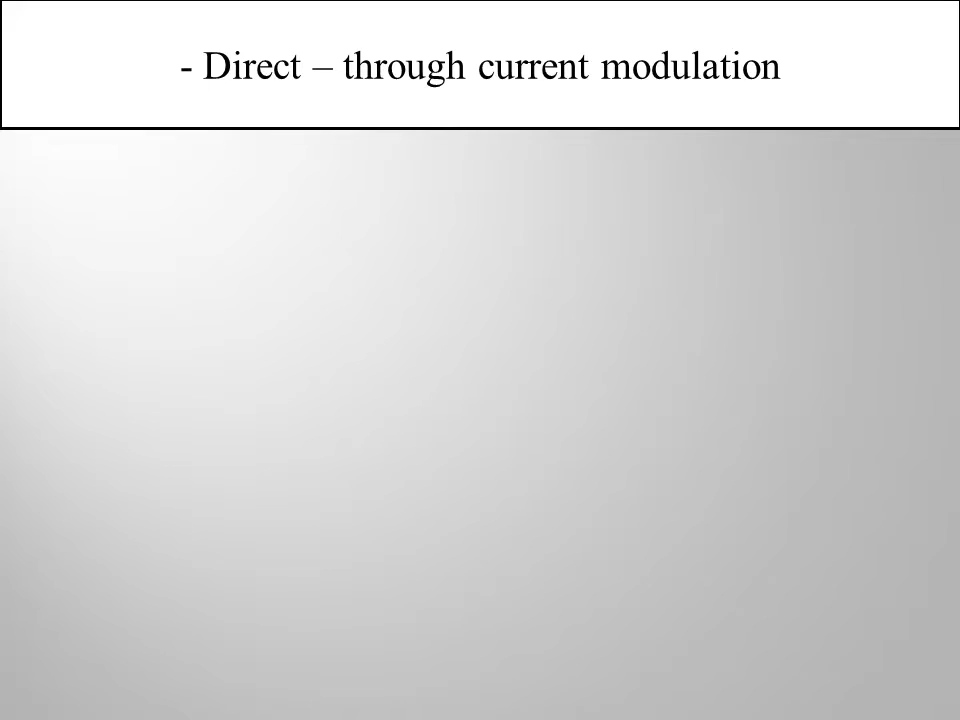 - Direct – through current modulation